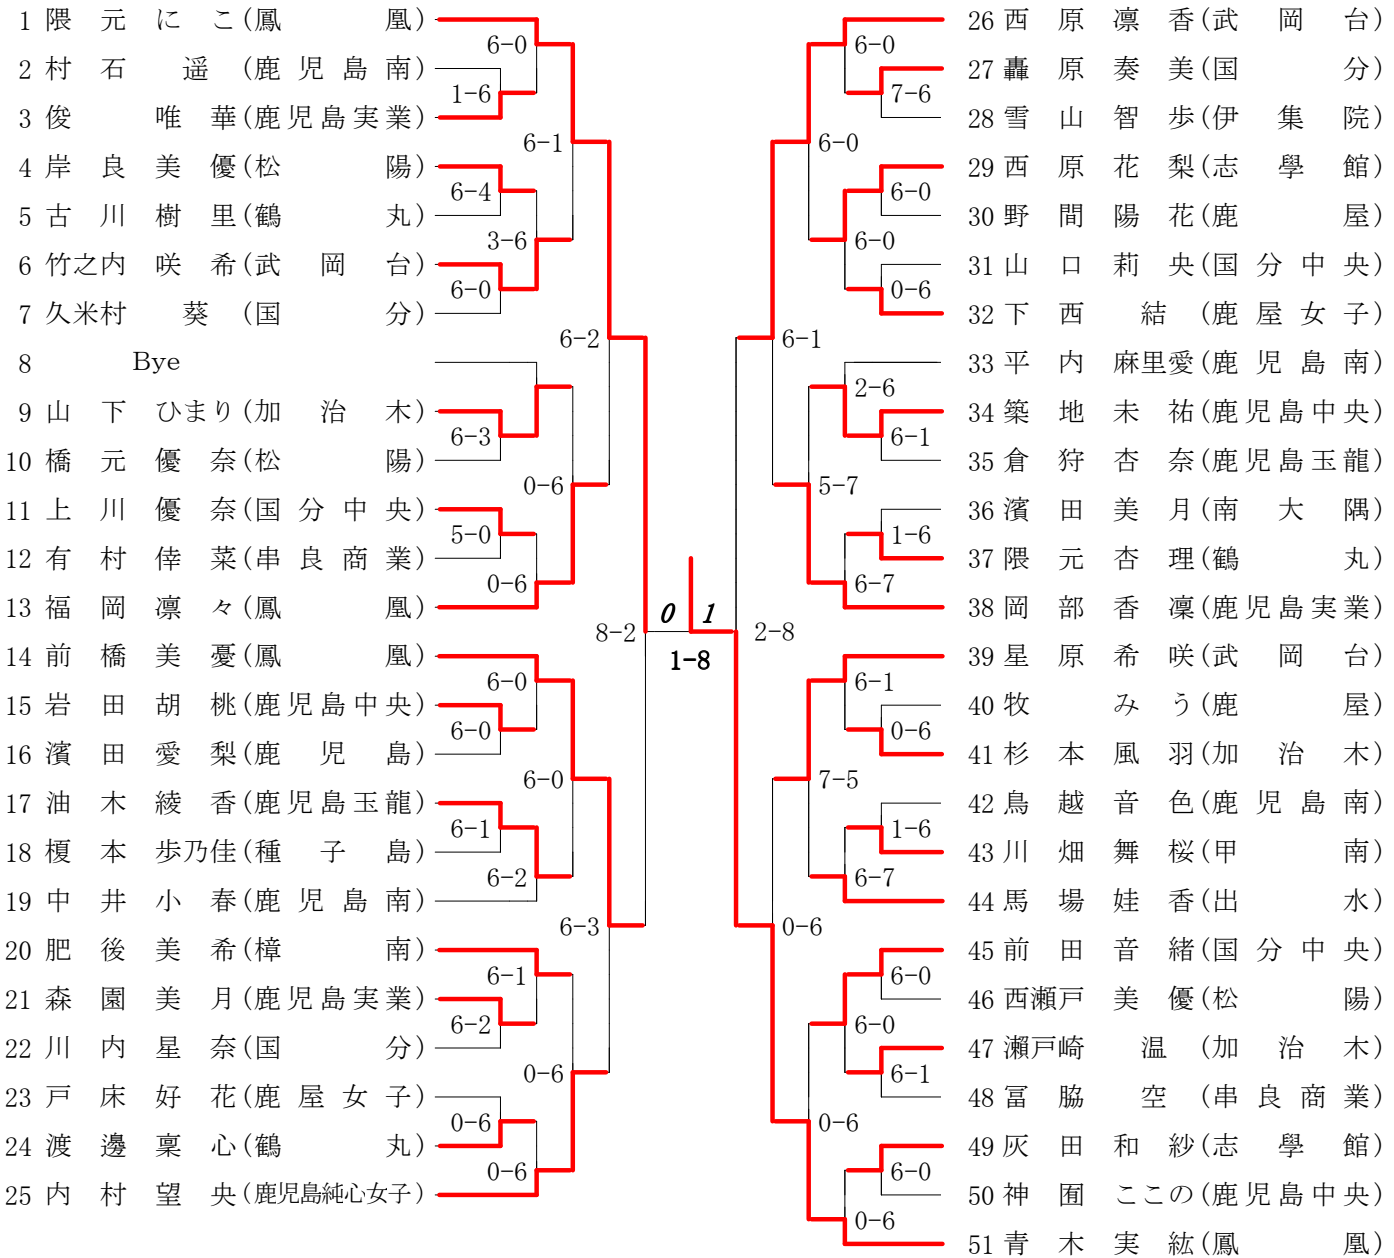 1 隈元にこ(鳳凰)
2 村石遥(鹿児島南)
3 俊唯華(鹿児島実業)
4 岸良美優(松陽)
5 古川樹里(鶴丸)
6 竹之内咲希(武岡台)
7 久米村葵(国分)
8 Bye
9 山下ひまり(加治木)
10 橋元優奈(松陽)
11 上川優奈(国分中央)
12 有村倖菜(串良商業)
13 福岡凛々(鳳凰)
14 前橋美憂(鳳凰)
15 岩田胡桃(鹿児島中央)
16 濱田愛梨(鹿児島)
17 油木綾香(鹿児島玉龍)
18 榎本歩乃佳(種子島)
19 中井小春(鹿児島南)
20 肥後美希(樟南)
21 森園美月(鹿児島実業)
22 川内星奈(国分)
23 戸床好花(鹿屋女子)
24 渡邊稟心(鶴丸)
25 内村望央(鹿児島純心女子)
6-0
1-6
6-1
6-4
3-6
6-0
6-2
6-3
0-6
5-0
0-6
8-2
6-0
6-0
6-0
6-1
6-2
6-3
6-1
6-2
0-6
0-6
0-6
0 1
1-8
6-0
7-6
6-0
6-0
6-0
0-6
6-1
2-6
6-1
5-7
1-6
6-7
2-8
6-1
0-6
7-5
1-6
6-7
0-6
6-0
6-0
6-1
0-6
6-0
0-6
26 西原凛香(武岡台)
27 轟原奏美(国分)
28 雪山智歩(伊集院)
29 西原花梨(志學館)
30 野間陽花(鹿屋)
31 山口莉央(国分中央)
32 下西結(鹿屋女子)
33 平内麻里愛(鹿児島南)
34 築地未祐(鹿児島中央)
35 倉狩杏奈(鹿児島玉龍)
36 濱田美月(南大隅)
37 隈元杏理(鶴丸)
38 岡部香凜(鹿児島実業)
39 星原希咲(武岡台)
40 牧みう(鹿屋)
41 杉本風羽(加治木)
42 鳥越音色(鹿児島南)
43 川畑舞桜(甲南)
44 馬場娃香(出水)
45 前田音緒(国分中央)
46 西瀬戸美優(松陽)
47 瀬戸崎温(加治木)
48 冨脇空(串良商業)
49 灰田和紗(志學館)
50 神囿ここの(鹿児島中央)
51 青木実紘(鳳凰)